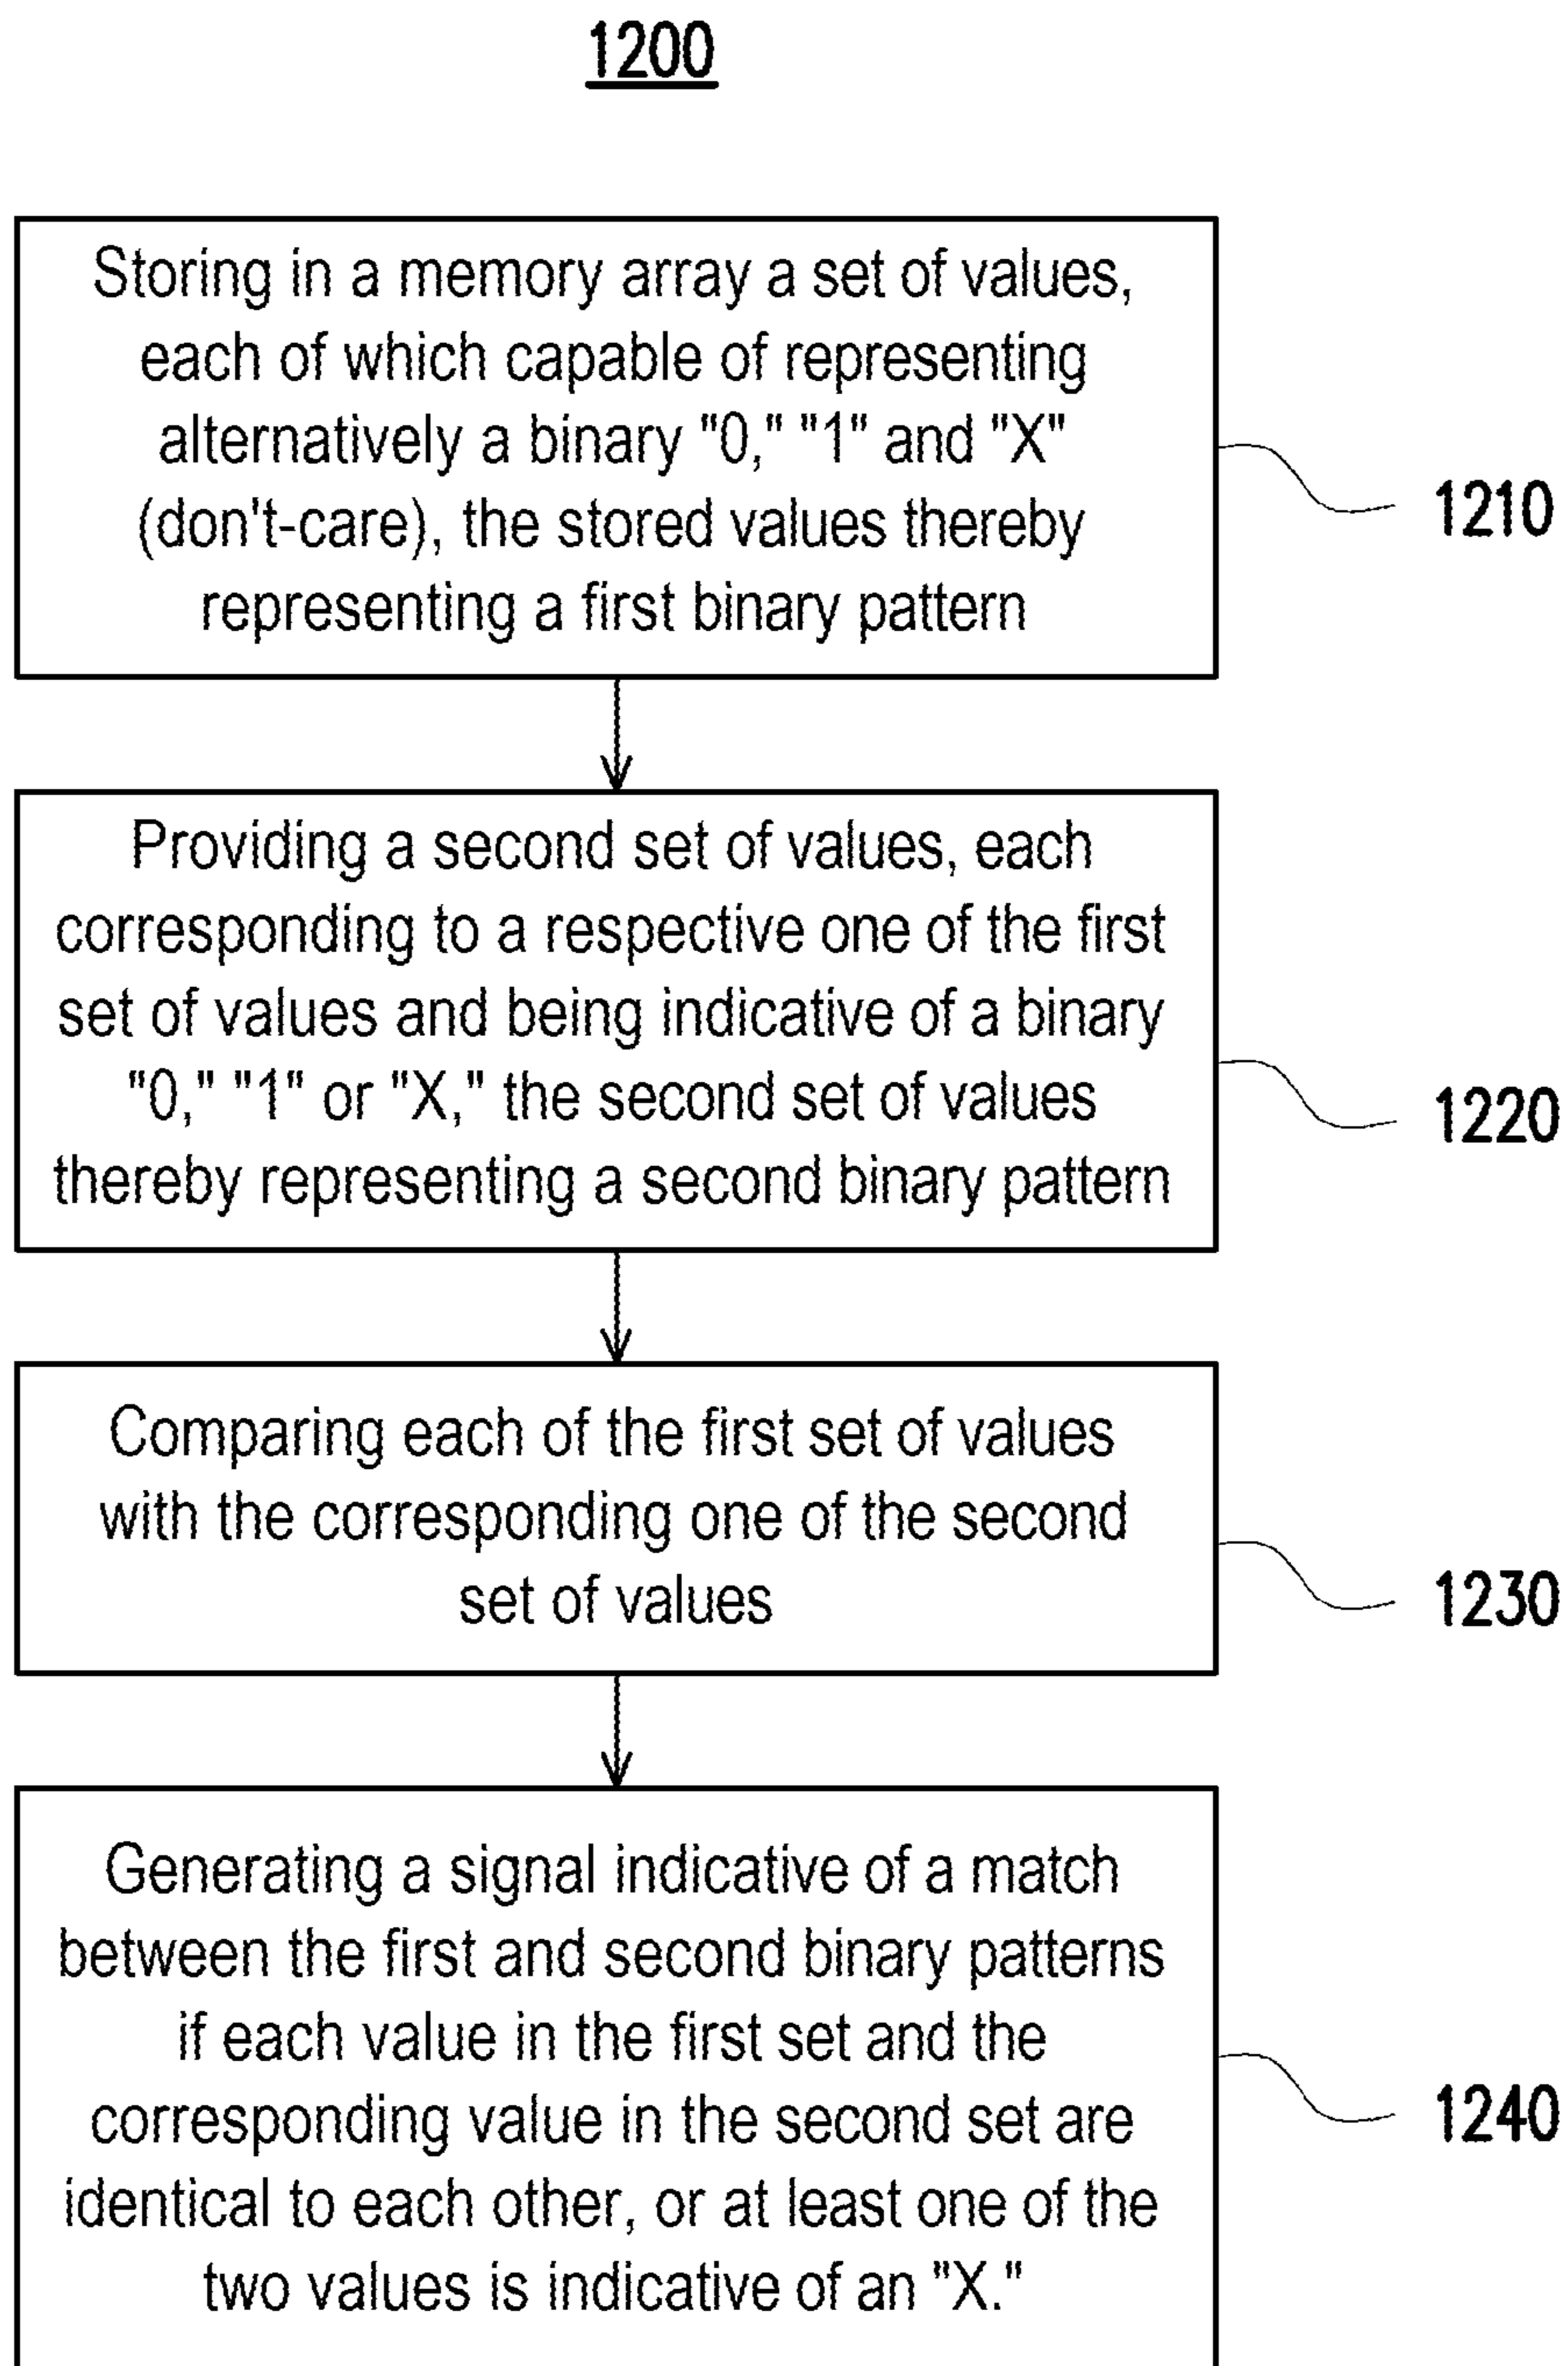 1200
Storing in a memory array a set of values,
each of which capable of representing
alternatively a binary "0," "1" and "X"
(don't-care), the stored values thereby
representing a first binary pattern
1210
Providing a second set of values, each
corresponding to a respective one of the first
set of values and being indicative of a binary
"0," "1" or "X," the second set of values
thereby representing a second binary pattern
1220
Comparing each of the first set of values
with the corresponding one of the second
set of values
1230
Generating a signal indicative of a match
between the first and second binary patterns
if each value in the first set and the
corresponding value in the second set are
identical to each other, or at least one of the
two values is indicative of an "X."
1240